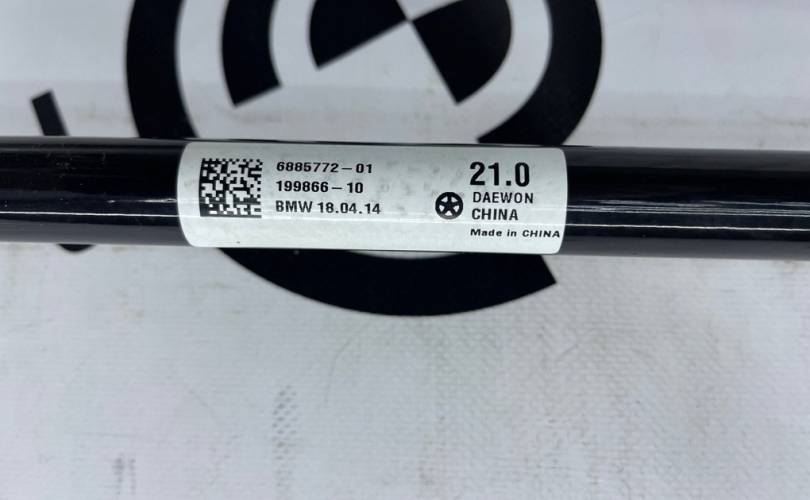 6885772-01
199866-10
BMW 18.04.14
21.0
DAEWON
CHINA
Made in CHINA